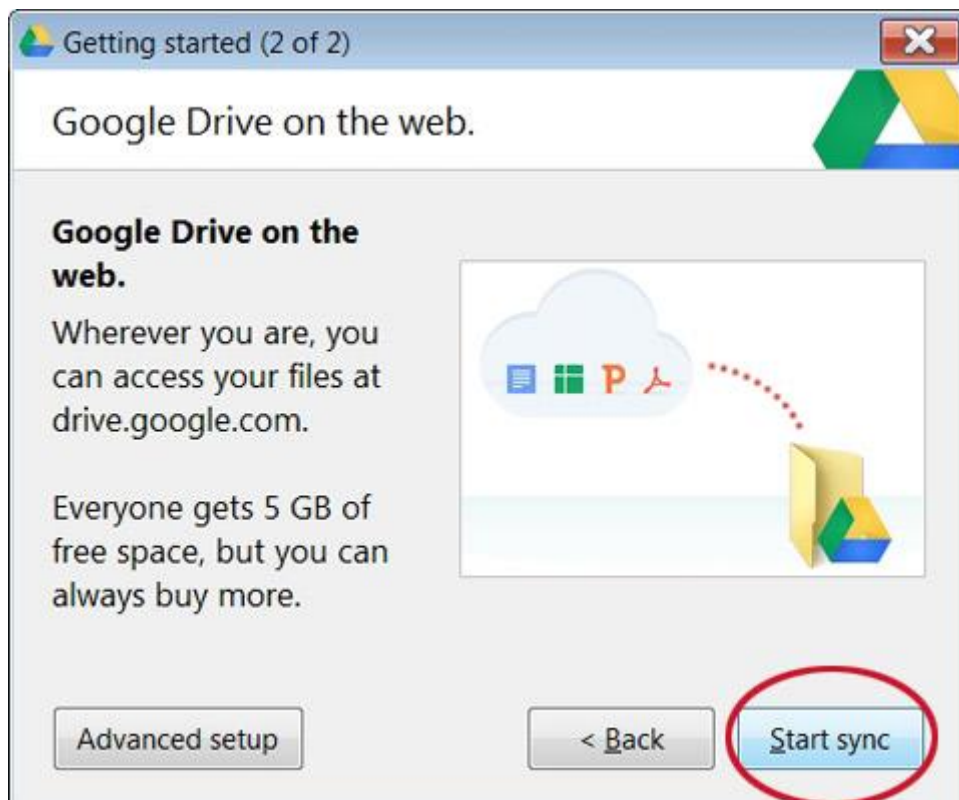 Getting started (2 of 2)
Google Drive on the web.
Google Drive on the
web.
Wherever you are, you
can access your files at
drive.google.com.
Everyone gets 5 GB of
free space, but you can
always buy more.
Advanced setup
< Back
Start sync